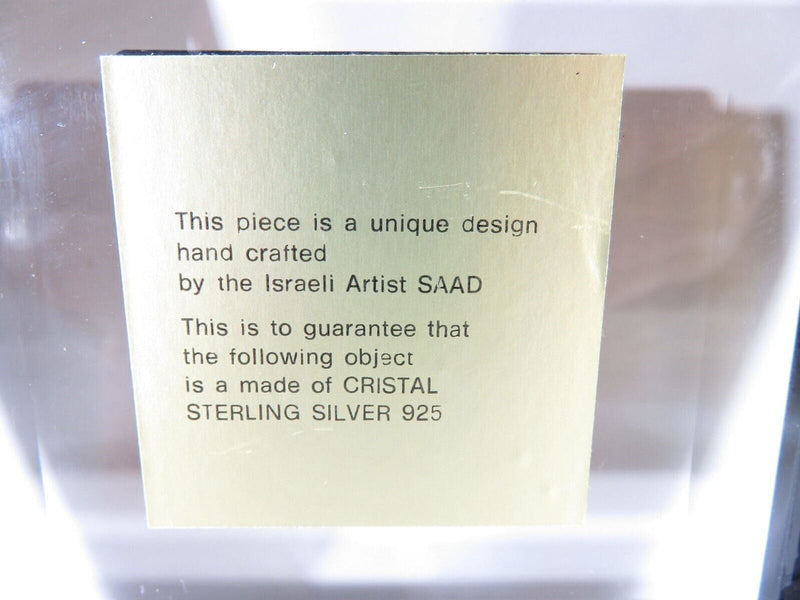 This piece is a unique design
hand crafted
by the Israeli Artist SAAD
This is to guarantee that
the following object
is a made of CRISTAL
STERLING SILVER 925